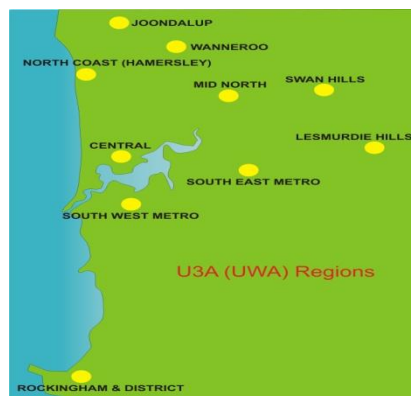 JOONDALUP
WANNEROO
NORTH COAST (HAMERSLEY)
SWAN HILLS
MID NORTH
LESMURDIE HILLS
CENTRAL
SOUTH EAST METRO
SOUTH WEST METRO
U3A (UWA) Regions
ROCKINGHAM & DISTRICT